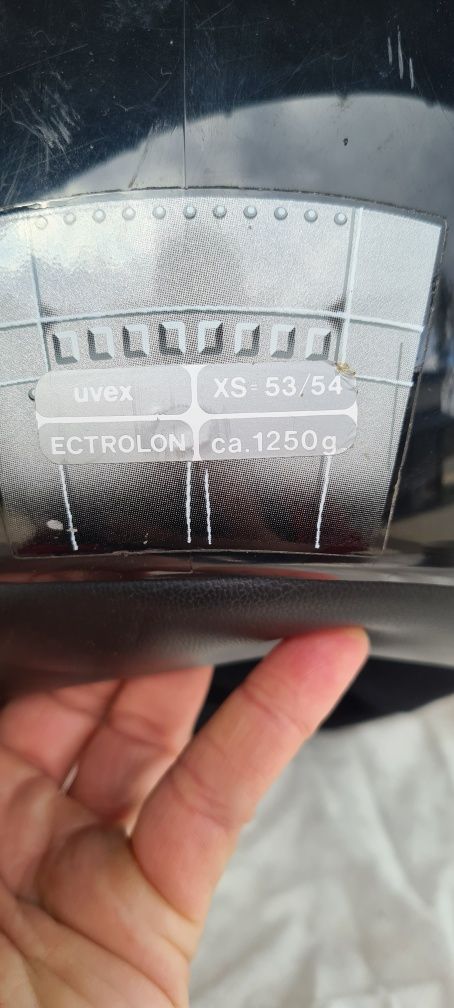 uvex
XS= 53/54
ECTROLON
ca. 1250g